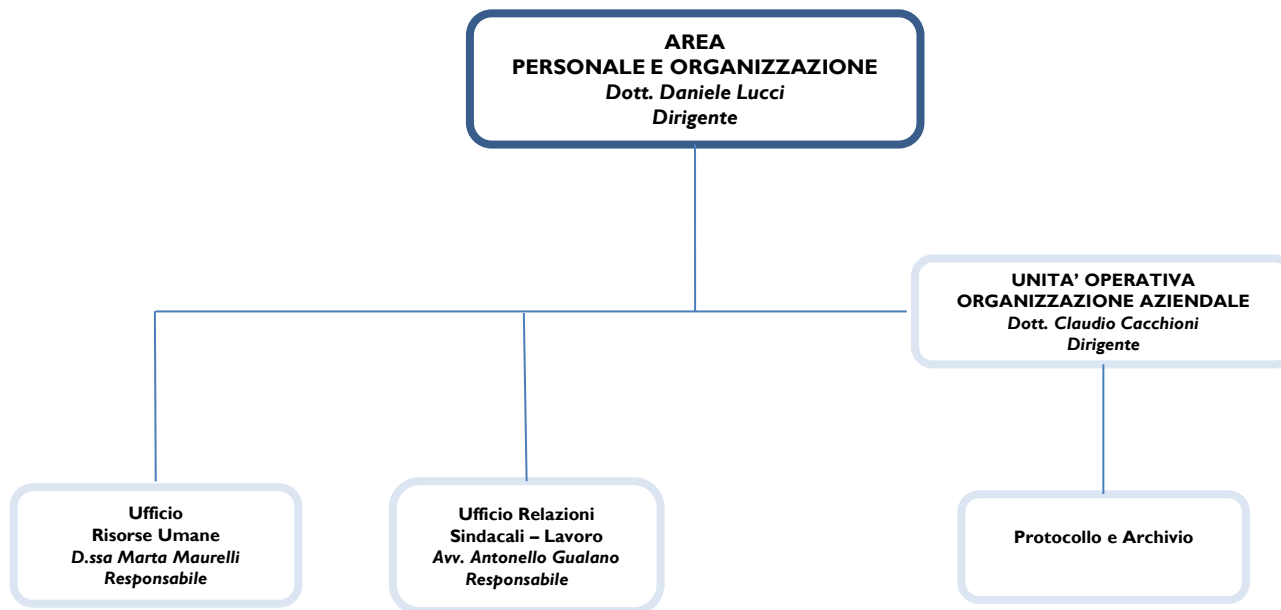 AREA
PERSONALE E ORGANIZZAZIONE
Dott. Daniele Lucci
Dirigente
UNITA’ OPERATIVA
ORGANIZZAZIONE AZIENDALE
Dott. Claudio Cacchioni
Dirigente
Ufficio
Risorse Umane
D.ssa Marta Maurelli
Responsabile
Ufficio Relazioni
Sindacali – Lavoro
Avv. Antonello Gualano
Responsabile
Protocollo e Archivio